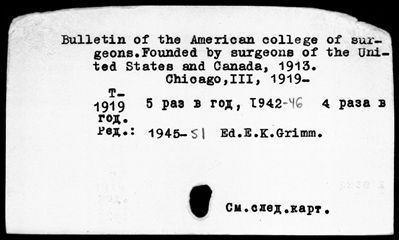 Bulletin of the American college of sur-
geons.Founded by surgeons of the Uni-
ted States and Canada, 1913.
Chicago,III, 1919-
T-
1919 5 раз в год, 1942-46 4 раза в
год.
Ред.: 1945-51 Ed.E.K.Grimm.
См.след.карт.